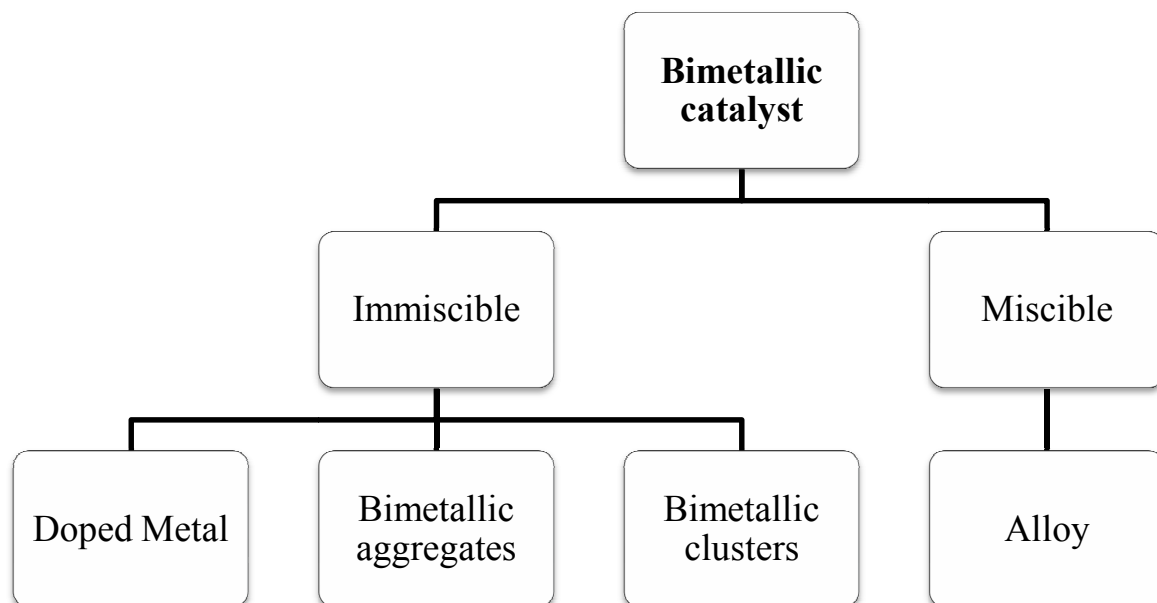 Bimetallic
catalyst
Immiscible
Miscible
Doped Metal
Bimetallic
aggregates
Bimetallic
clusters
Alloy